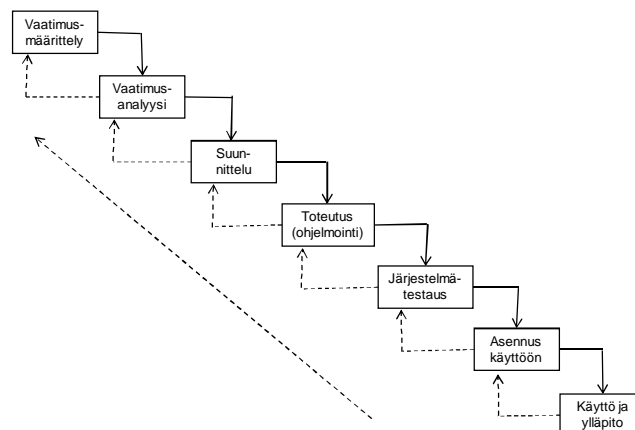 Vaatimus-
määrittely
Vaatimus-
analyysi
Suun-
nittelu
Toteutus
(ohjelmointi)
Järjestelmä-
testaus
Asennus
käyttöön
Käyttö ja
ylläpito